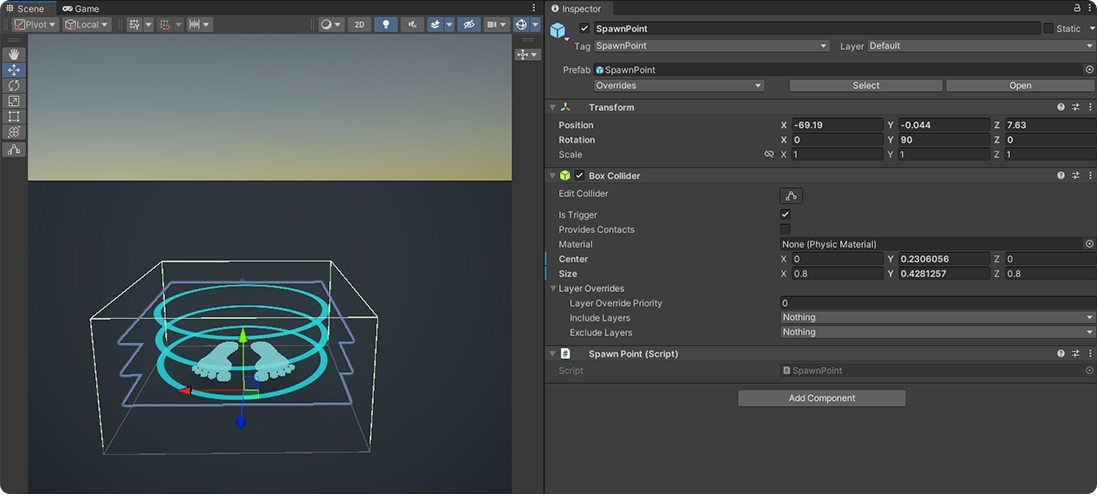 Scene
Game
Pivot
Local
2D
Inspector
SpawnPoint
Static
Tag SpawnPoint Layer Default
Prefab SpawnPoint
Overrides Select Open
Transform
Position X -69.19 Y -0.044 Z 7.63
Rotation X 0 Y 90 Z 0
Scale X 1 Y 1 Z 1
Box Collider
Edit Collider
Is Trigger
Provides Contacts
Material None (Physic Material)
Center X 0 Y 0.2306056 Z 0
Size X 0.8 Y 0.4281257 Z 0.8
Layer Overrides
Layer Override Priority 0
Include Layers Nothing
Exclude Layers Nothing
# Spawn Point (Script)
Script SpawnPoint
Add Component